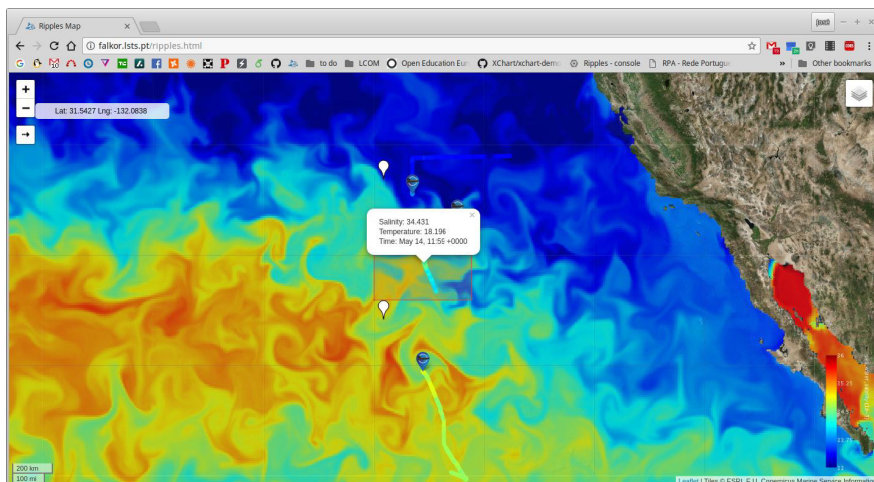 Ripples Map
falkor.lsts.pt/ripples.html
to do
LCOM
Open Education Eur
XChart/xchart-demo
Ripples - console
RPA - Rede Portugue
»
Other bookmarks
+
−
Lat: 31.5427 Lng: -132.0838
→
Salinity: 34.431
Temperature: 18.196
Time: May 14, 11:59 +0000
200 km
100 mi
Leaflet | Tiles © ESRI, E.U. Copernicus Marine Service Information